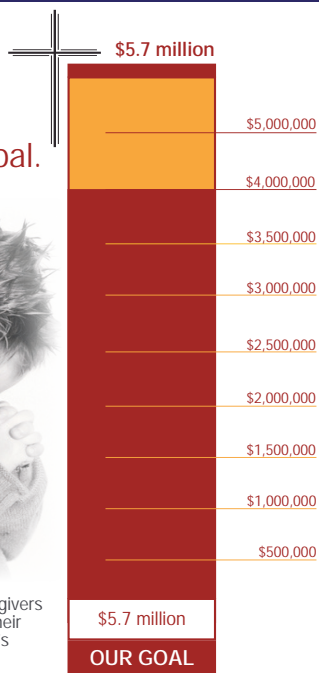 $5.7 million
$5,000,000
oal.
$4,000,000
$3,500,000
$3,000,000
$2,500,000
$2,000,000
$1,500,000
$1,000,000
$500,000
givers
heir
s
$5.7 million
OUR GOAL